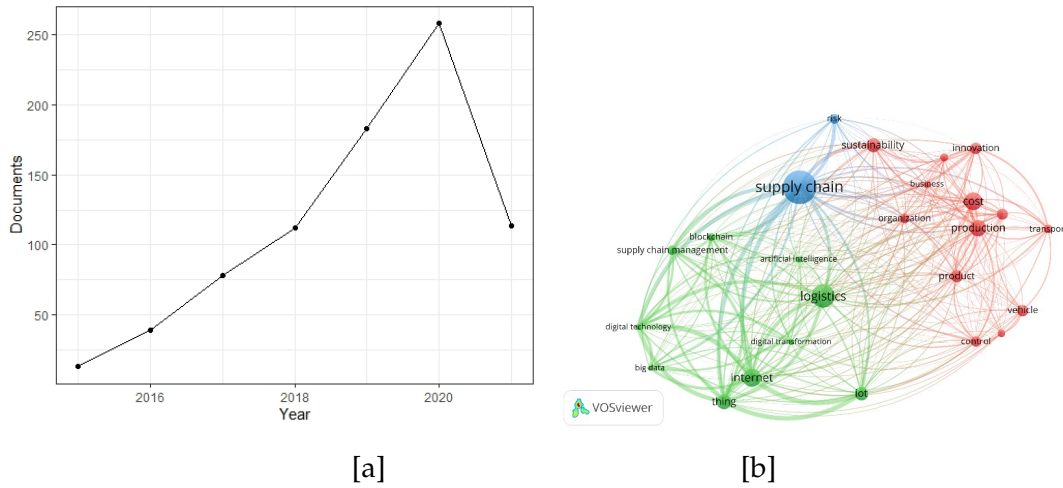 250
200
150
100
50
Documents
2016
2018
2020
Year
risk
sustainability
innovation
supply chain
business
cost
organization
production
transport
blockchain
supply chain management
artificial intelligence
product
logistics
vehicle
digital technology
digital transformation
control
big data
internet
thing
iot
VOSviewer
[a]
[b]